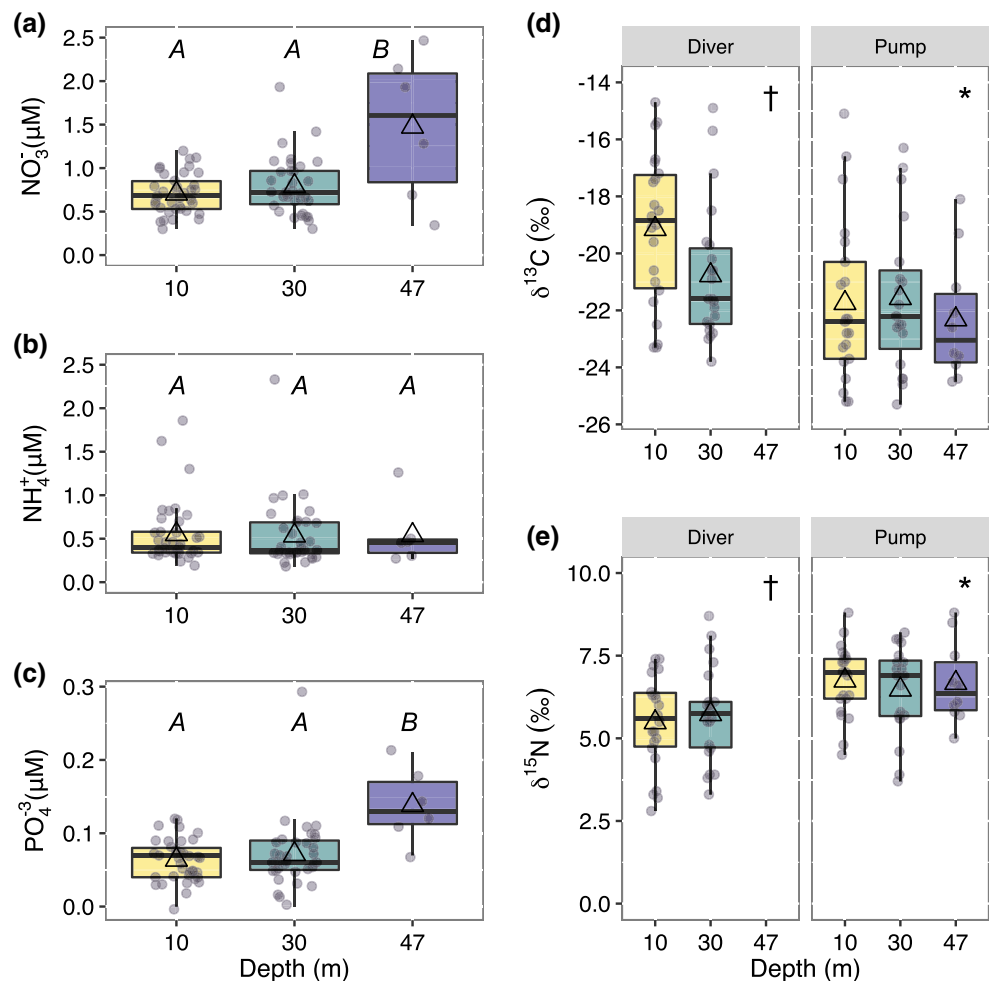 (a)
NO₃⁻(µM)
2.5
2.0
1.5
1.0
0.5
0.0
A A B
10 30 47
(b)
NH₄⁺(µM)
2.5
2.0
1.5
1.0
0.5
0.0
A A A
10 30 47
(c)
PO₄⁻³(µM)
0.3
0.2
0.1
0.0
A A B
10 30 47
Depth (m)
(d)
Diver Pump
δ¹³C (‰)
-14
-16
-18
-20
-22
-24
-26
† *
10 30 47 10 30 47
(e)
Diver Pump
δ¹⁵N (‰)
10.0
7.5
5.0
2.5
0.0
† *
10 30 47 10 30 47
Depth (m)